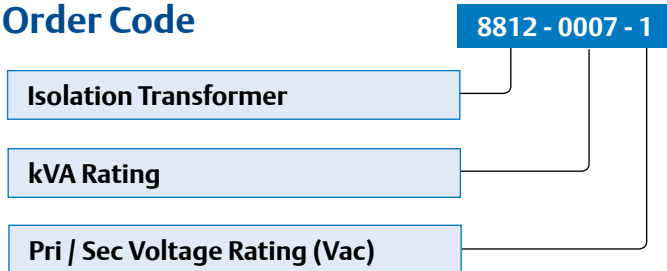 Order Code
8812 - 0007 - 1
Isolation Transformer
kVA Rating
Pri / Sec Voltage Rating (Vac)